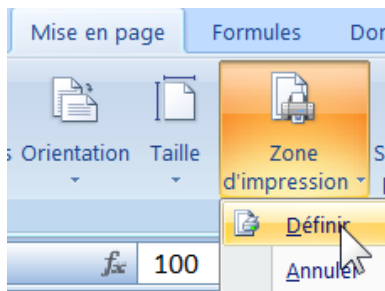 Mise en page Formules
Orientation Taille Zone
d'impression
Définir
fx 100
Annuler